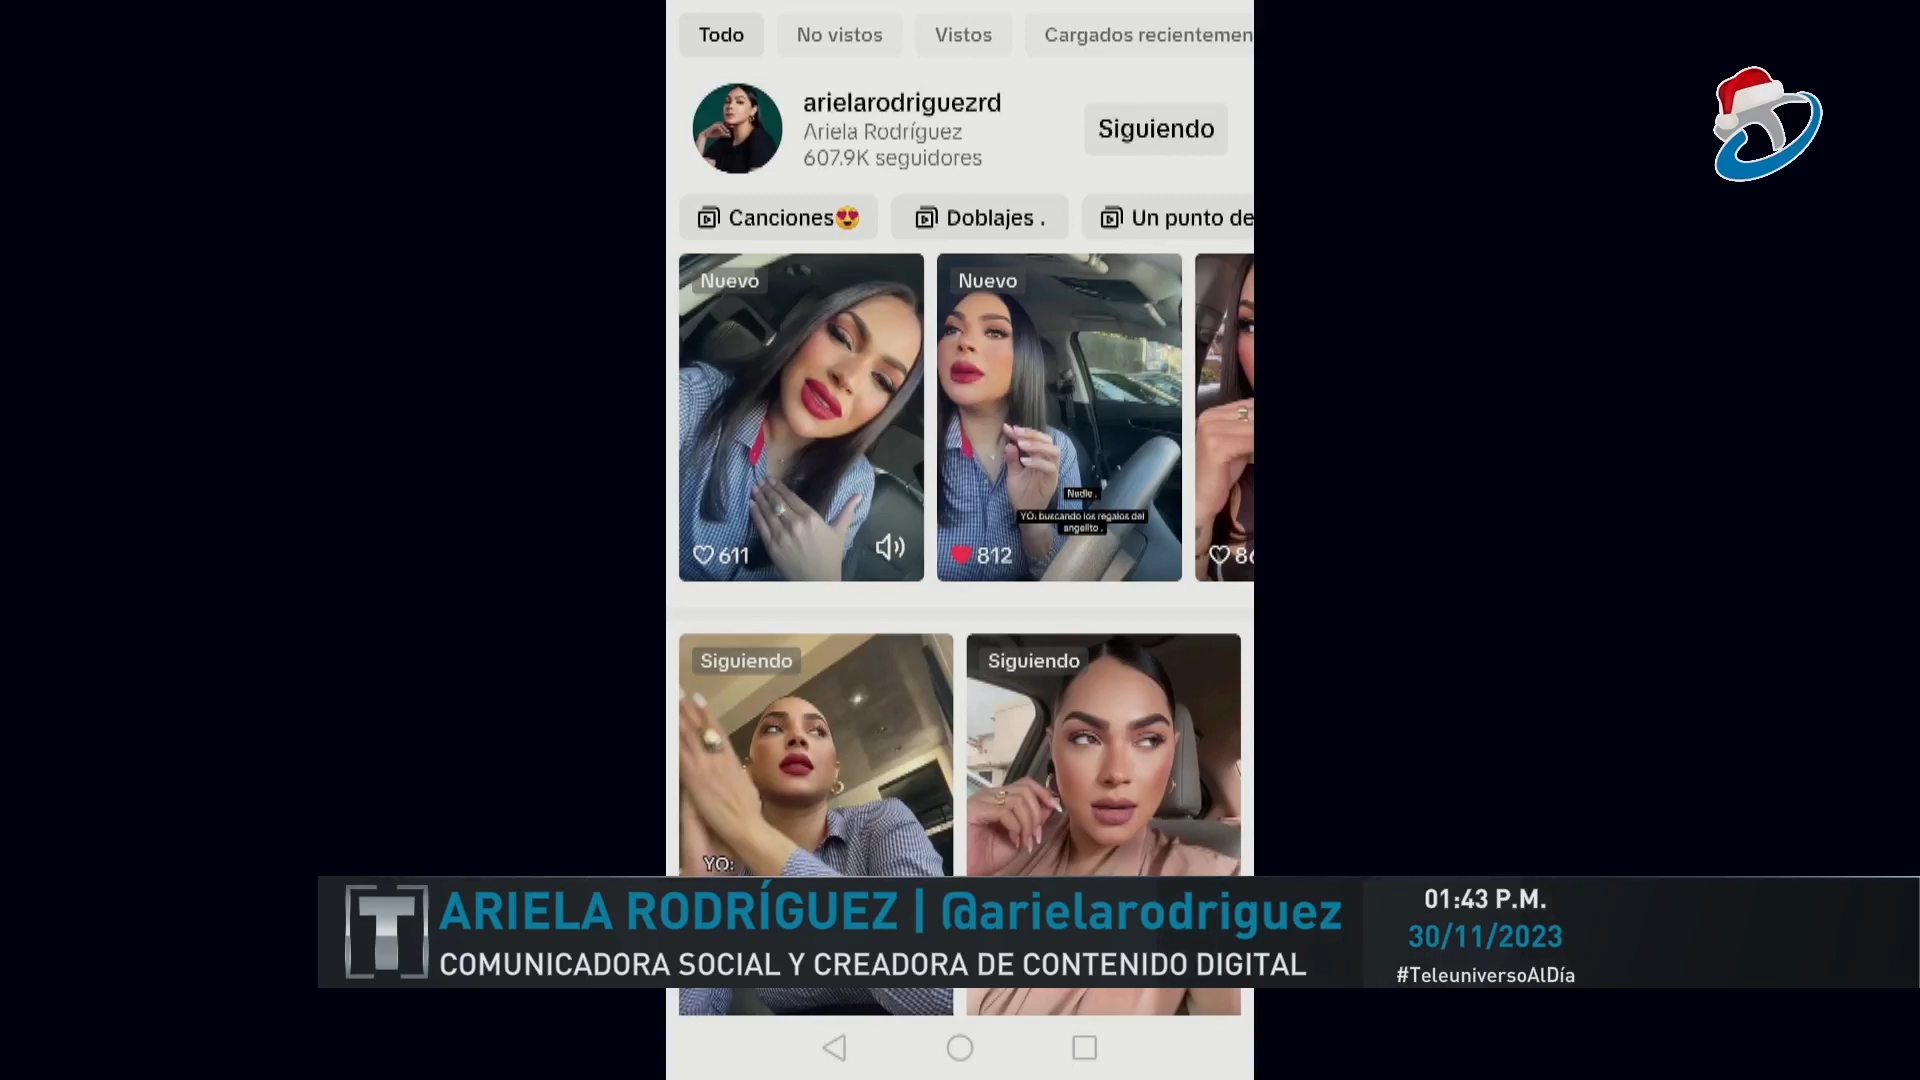 Todo
No vistos
Vistos
Cargados recientemen
arielarodriguezrd
Ariela Rodríguez
607.9K seguidores
Siguiendo
Canciones😍
Doblajes .
Un punto de
Nuevo
Nuevo
Nadie .
YO: buscando los regalos del
angelito .
611
812
86
Siguiendo
Siguiendo
YO:
T
ARIELA RODRÍGUEZ | @arielarodriguez
COMUNICADORA SOCIAL Y CREADORA DE CONTENIDO DIGITAL
01:43 P.M.
30/11/2023
#TeleuniversoAlDía